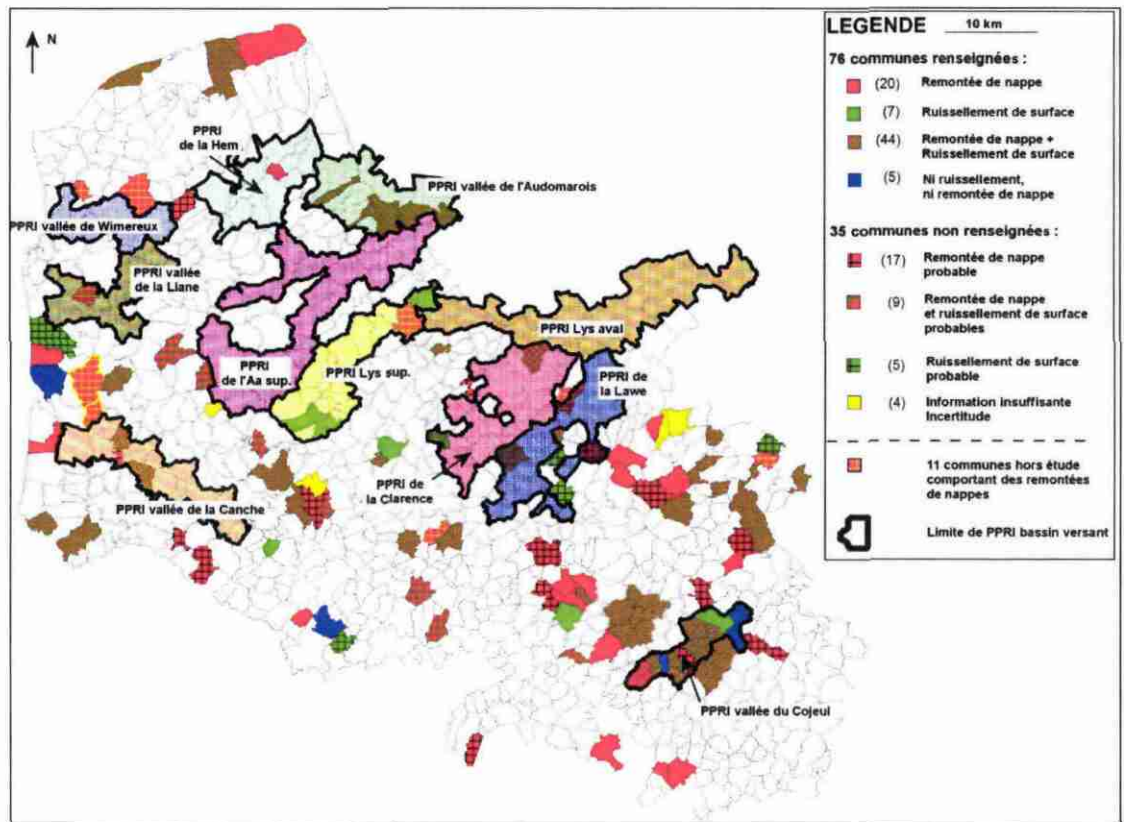 N
PPRI
de la Hem
PPRI vallée de l'Audomarois
PPRI vallée de Wimereux
PPRI vallée
de la Liane
PPRI Lys aval
PPRI
de l'Aa sup.
PPRI Lys sup.
PPRI de
la Lawe
PPRI de
la Clarence
PPRI vallée de la Canche
PPRI vallée du Cojeul
LEGENDE
10 km
76 communes renseignées :
(20) Remontée de nappe
(7) Ruissellement de surface
(44) Remontée de nappe +
Ruissellement de surface
(5) Ni ruissellement,
ni remontée de nappe
35 communes non renseignées :
(17) Remontée de nappe
probable
(9) Remontée de nappe
et ruissellement de surface
probables
(5) Ruissellement de surface
probable
(4) Information insuffisante
Incertitude
11 communes hors étude
comportant des remontées
de nappes
Limite de PPRI bassin versant